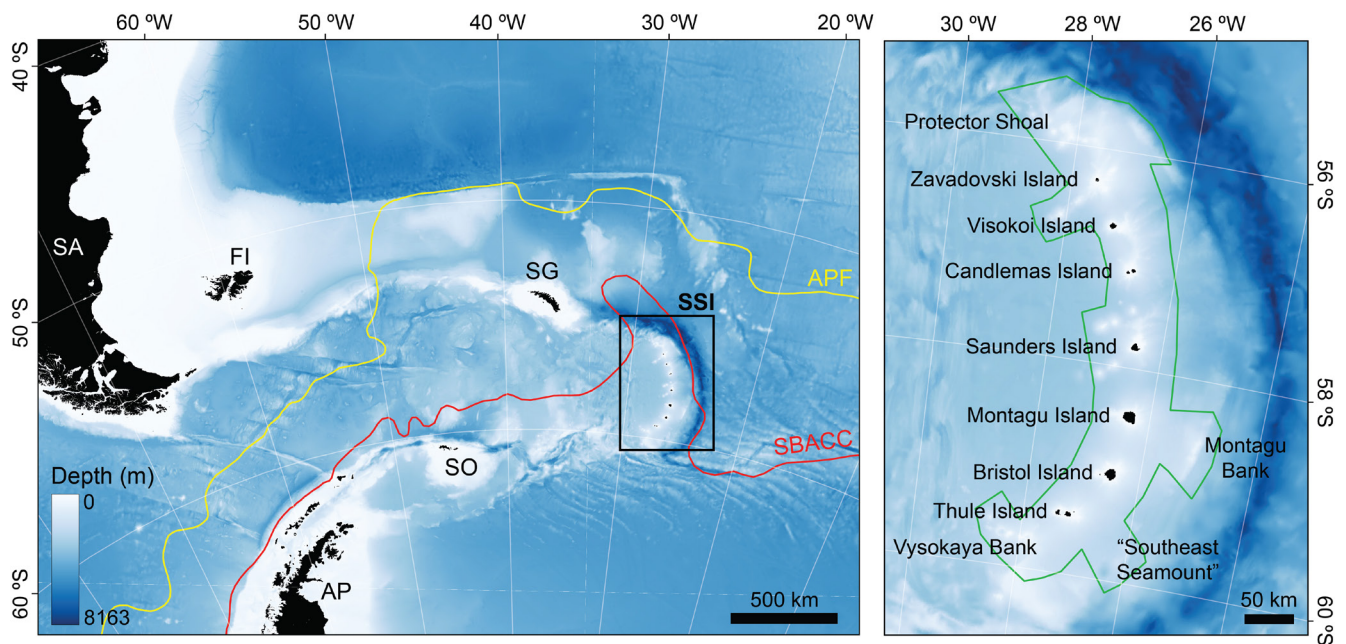 60 ºW
50 ºW
40 ºW
30 ºW
20 ºW
40 ºS
50 ºS
60 ºS
SA
FI
SG
SSI
APF
SBACC
SO
AP
Depth (m)
0
8163
500 km
30 ºW
28 ºW
26 ºW
56 ºS
58 ºS
60 ºS
Protector Shoal
Zavadovski Island
Visokoi Island
Candlemas Island
Saunders Island
Montagu Island
Montagu
Bank
Bristol Island
Thule Island
Vysokaya Bank
“Southeast
Seamount”
50 km